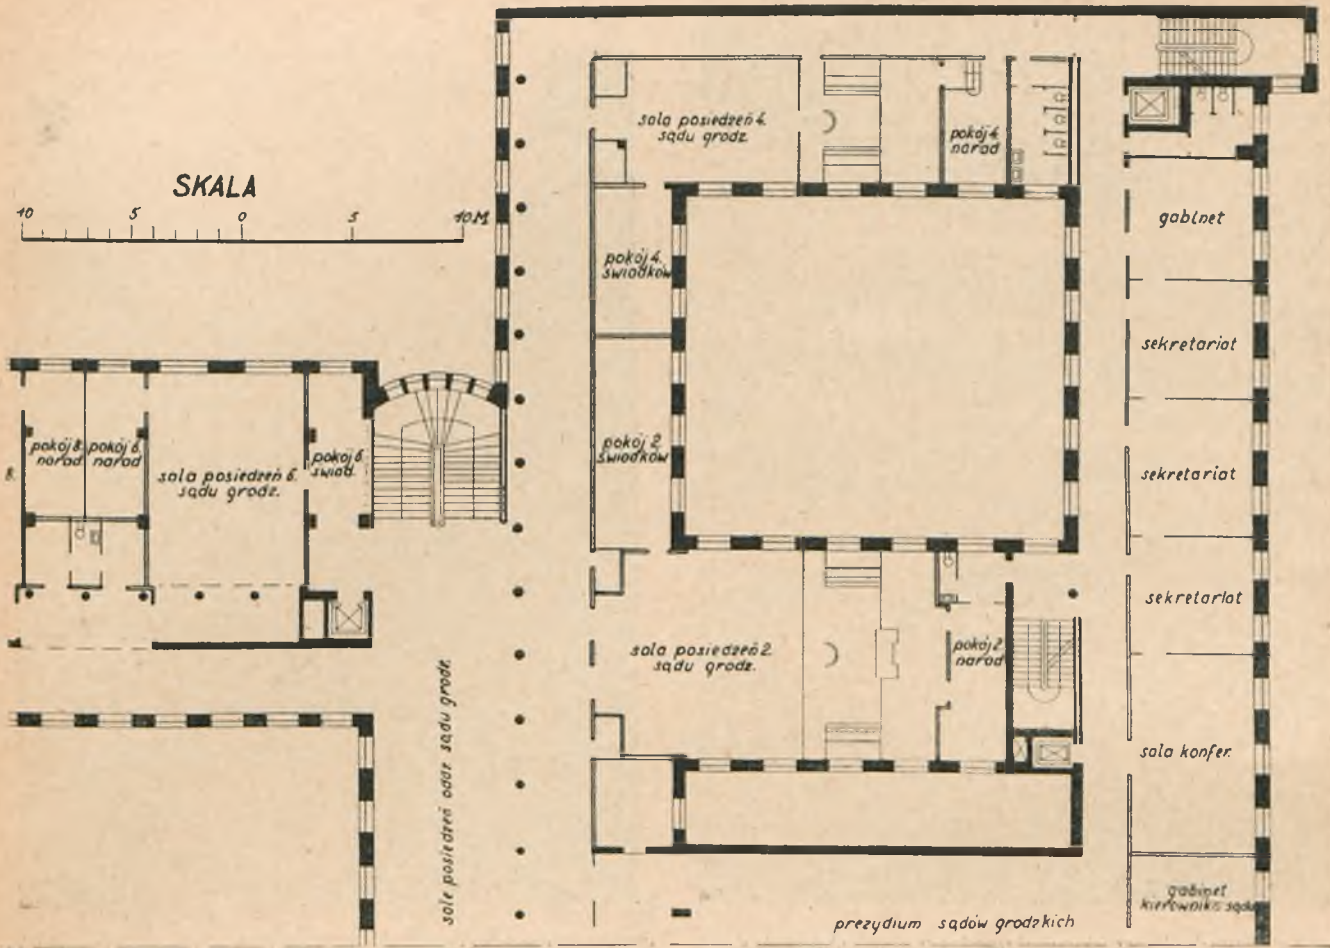 SKALA
10 5 0 5 10 M
sala posiedzeń 4.
sądu grodz.
pokój 4
narad
pokój 4.
świadków
pokój 2.
świadków
gabinet
sekretariat
sekretariat
sekretariat
sala konfer.
gabinet
kierownika sądu
8.
pokój 8.
narad
pokój 6.
narad
sala posiedzeń 6.
sądu grodz.
pokój 6
świad.
sala posiedzeń 2
sądu grodz.
pokój 2
narad
sale posiedzeń oddz sądu grodz.
prezydium sądów grodzkich